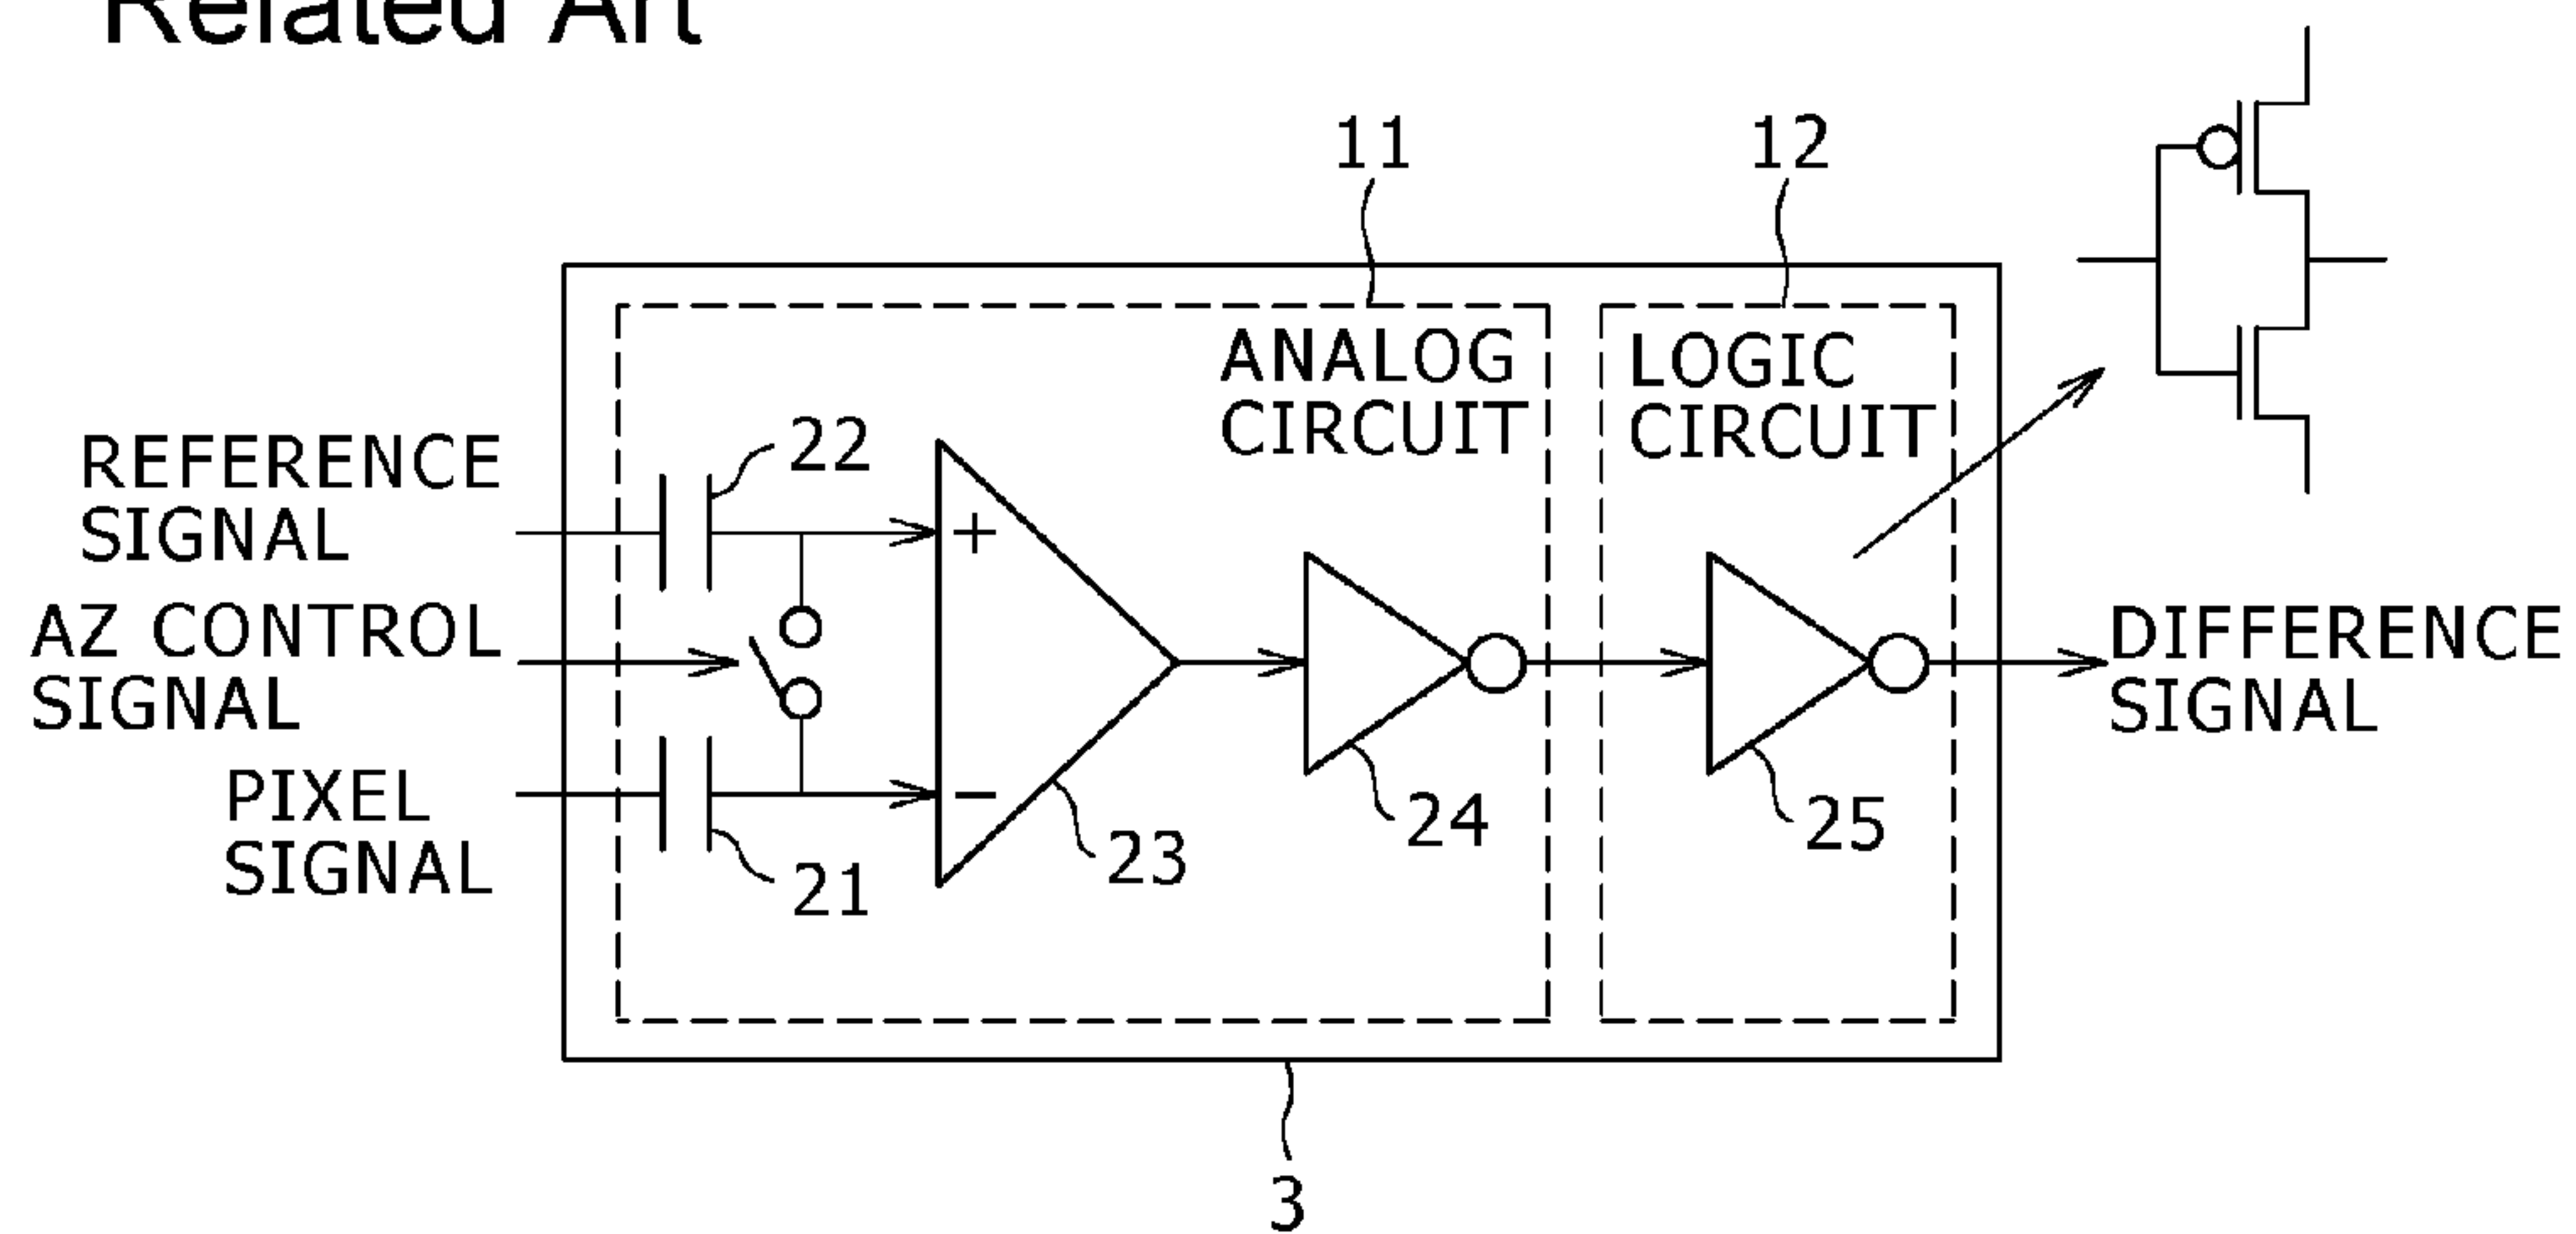 Related Art
11
12
ANALOG
CIRCUIT
LOGIC
CIRCUIT
REFERENCE
SIGNAL
22
+
AZ CONTROL
SIGNAL
DIFFERENCE
SIGNAL
PIXEL
SIGNAL
−
21
23
24
25
3